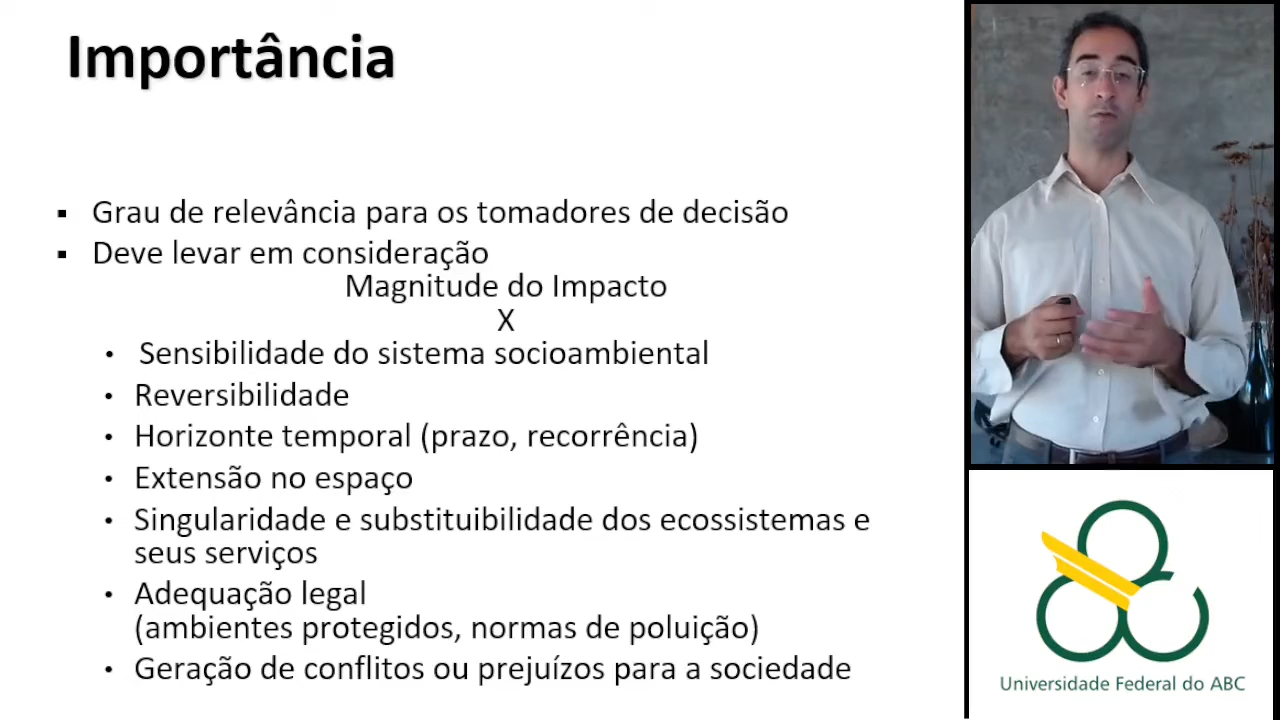 Importância
▪ Grau de relevância para os tomadores de decisão
▪ Deve levar em consideração
Magnitude do Impacto
X
• Sensibilidade do sistema socioambiental
• Reversibilidade
• Horizonte temporal (prazo, recorrência)
• Extensão no espaço
• Singularidade e substituibilidade dos ecossistemas e
seus serviços
• Adequação legal
(ambientes protegidos, normas de poluição)
• Geração de conflitos ou prejuízos para a sociedade
Universidade Federal do ABC